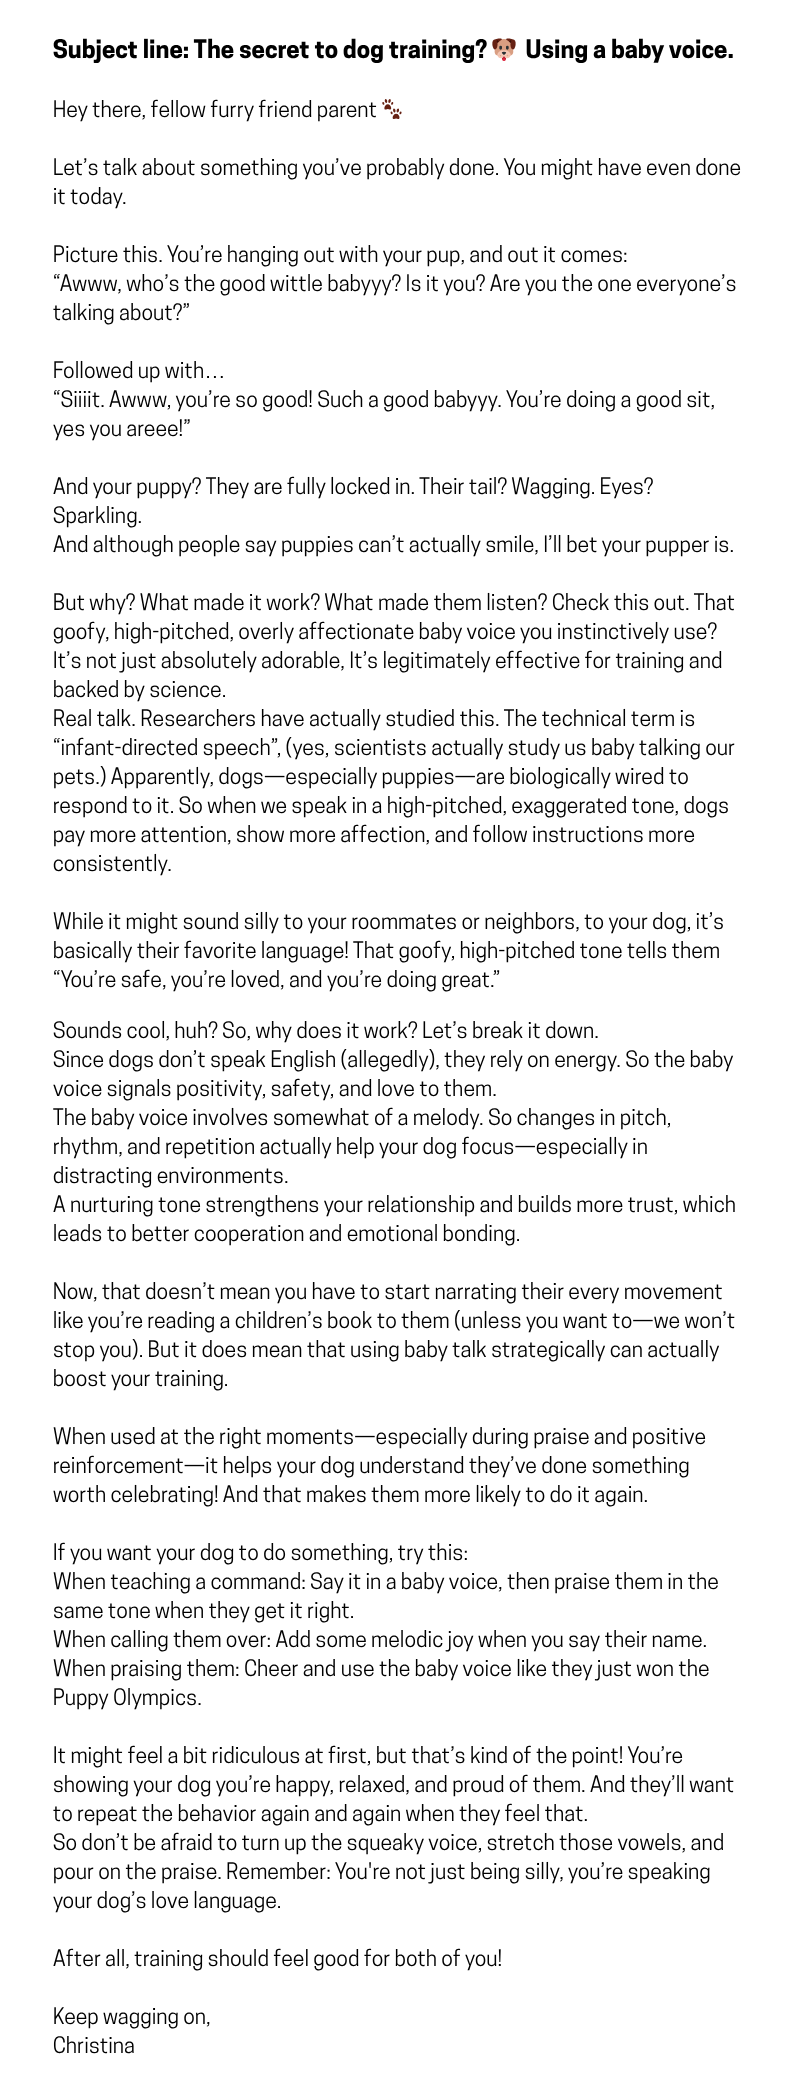 Subject line: The secret to dog training? 🐶 Using a baby voice.
Hey there, fellow furry friend parent 🐾
Let’s talk about something you’ve probably done. You might have even done
it today.
Picture this. You’re hanging out with your pup, and out it comes:
“Awww, who’s the good wittle babyyy? Is it you? Are you the one everyone’s
talking about?”
Followed up with…
“Siiiit. Awww, you’re so good! Such a good babyyy. You’re doing a good sit,
yes you areee!”
And your puppy? They are fully locked in. Their tail? Wagging. Eyes?
Sparkling.
And although people say puppies can’t actually smile, I’ll bet your pupper is.
But why? What made it work? What made them listen? Check this out. That
goofy, high-pitched, overly affectionate baby voice you instinctively use?
It’s not just absolutely adorable, It’s legitimately effective for training and
backed by science.
Real talk. Researchers have actually studied this. The technical term is
“infant-directed speech”, (yes, scientists actually study us baby talking our
pets.) Apparently, dogs—especially puppies—are biologically wired to
respond to it. So when we speak in a high-pitched, exaggerated tone, dogs
pay more attention, show more affection, and follow instructions more
consistently.
While it might sound silly to your roommates or neighbors, to your dog, it’s
basically their favorite language! That goofy, high-pitched tone tells them
“You’re safe, you’re loved, and you’re doing great.”
Sounds cool, huh? So, why does it work? Let’s break it down.
Since dogs don’t speak English (allegedly), they rely on energy. So the baby
voice signals positivity, safety, and love to them.
The baby voice involves somewhat of a melody. So changes in pitch,
rhythm, and repetition actually help your dog focus—especially in
distracting environments.
A nurturing tone strengthens your relationship and builds more trust, which
leads to better cooperation and emotional bonding.
Now, that doesn’t mean you have to start narrating their every movement
like you’re reading a children’s book to them (unless you want to—we won’t
stop you). But it does mean that using baby talk strategically can actually
boost your training.
When used at the right moments—especially during praise and positive
reinforcement—it helps your dog understand they’ve done something
worth celebrating! And that makes them more likely to do it again.
If you want your dog to do something, try this:
When teaching a command: Say it in a baby voice, then praise them in the
same tone when they get it right.
When calling them over: Add some melodic joy when you say their name.
When praising them: Cheer and use the baby voice like they just won the
Puppy Olympics.
It might feel a bit ridiculous at first, but that’s kind of the point! You’re
showing your dog you’re happy, relaxed, and proud of them. And they’ll want
to repeat the behavior again and again when they feel that.
So don’t be afraid to turn up the squeaky voice, stretch those vowels, and
pour on the praise. Remember: You're not just being silly, you’re speaking
your dog’s love language.
After all, training should feel good for both of you!
Keep wagging on,
Christina